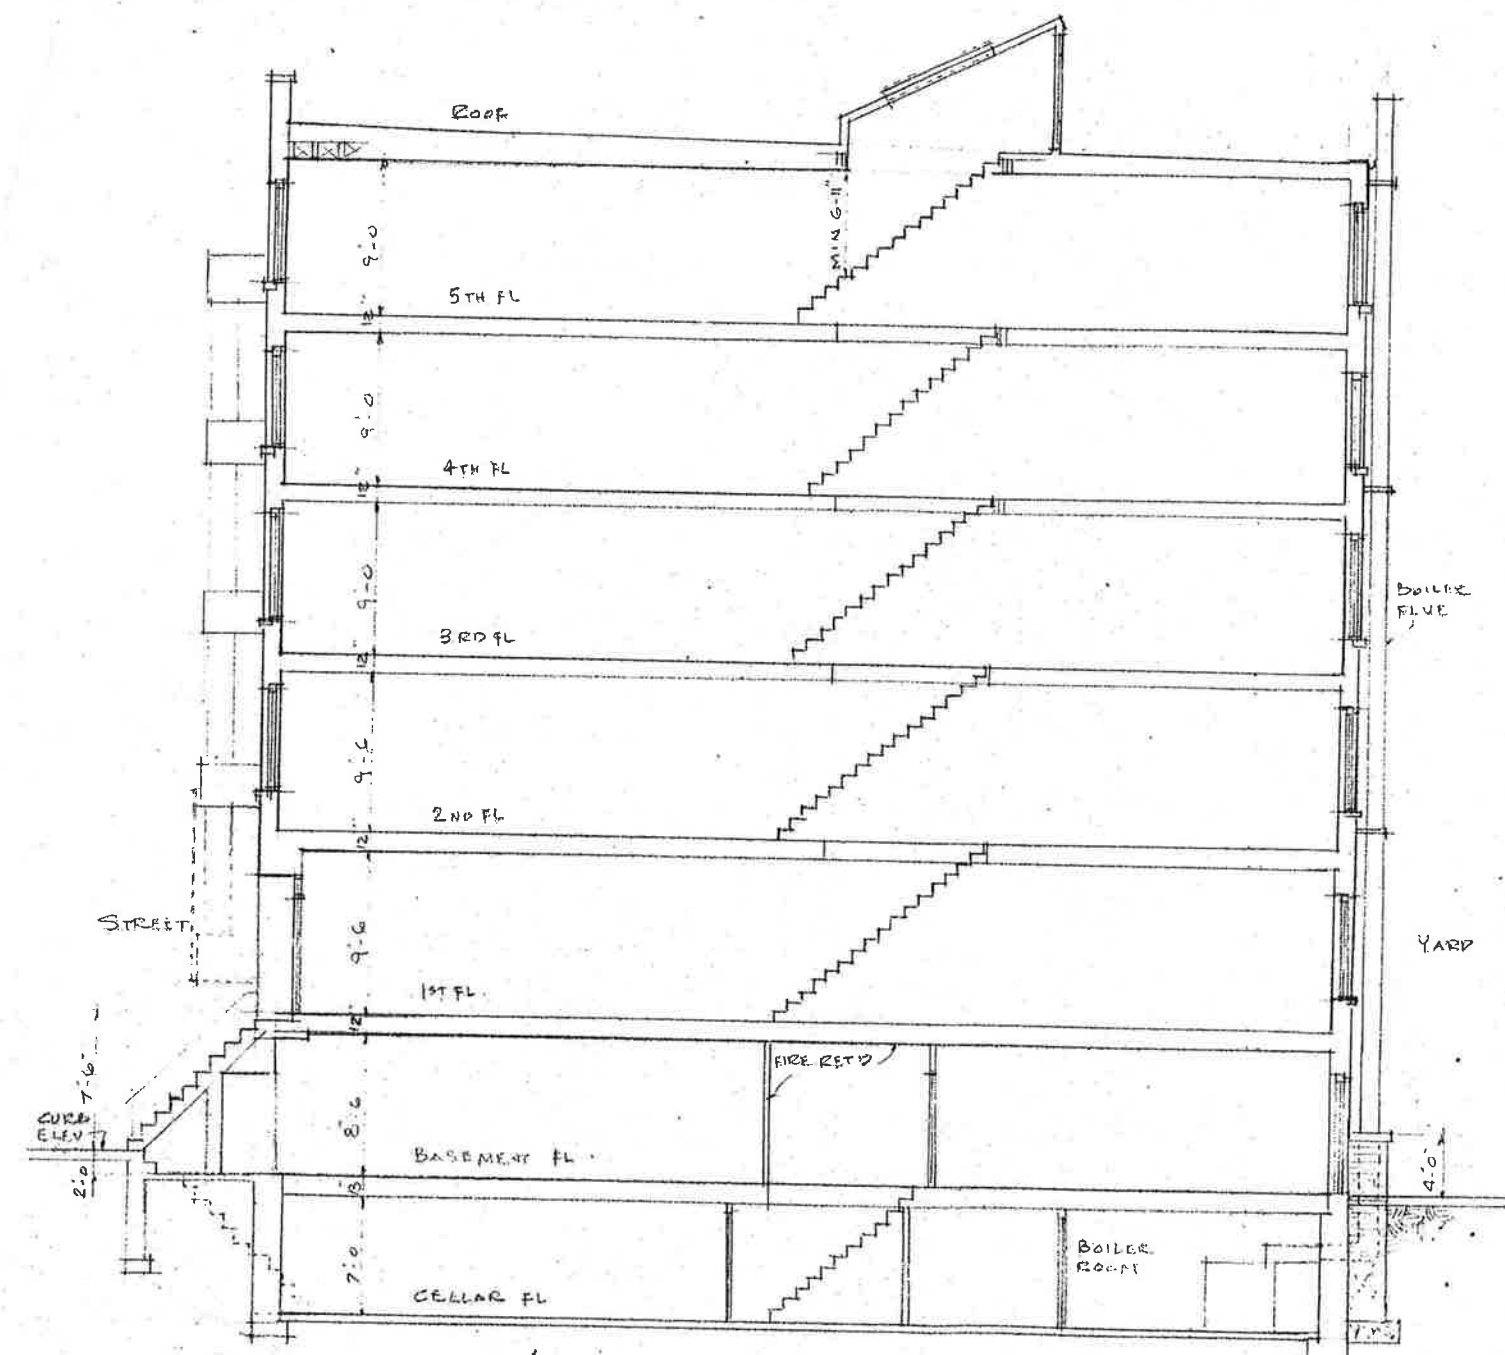 ROOF
MIN 6'-11"
9'-0
5TH FL
12"
9'-0
4TH FL
12"
9'-0
BOILER
FLUE
3RD FL
12"
9'-6
2ND FL
12"
STREET
9'-6
YARD
1ST FL.
12"
7'-6"
FIRE RET'D
CURB
ELEV
8'-6
BASEMENT FL.
2'-0
13"
4'-0"
7'-0
BOILER
ROOM
CELLAR FL